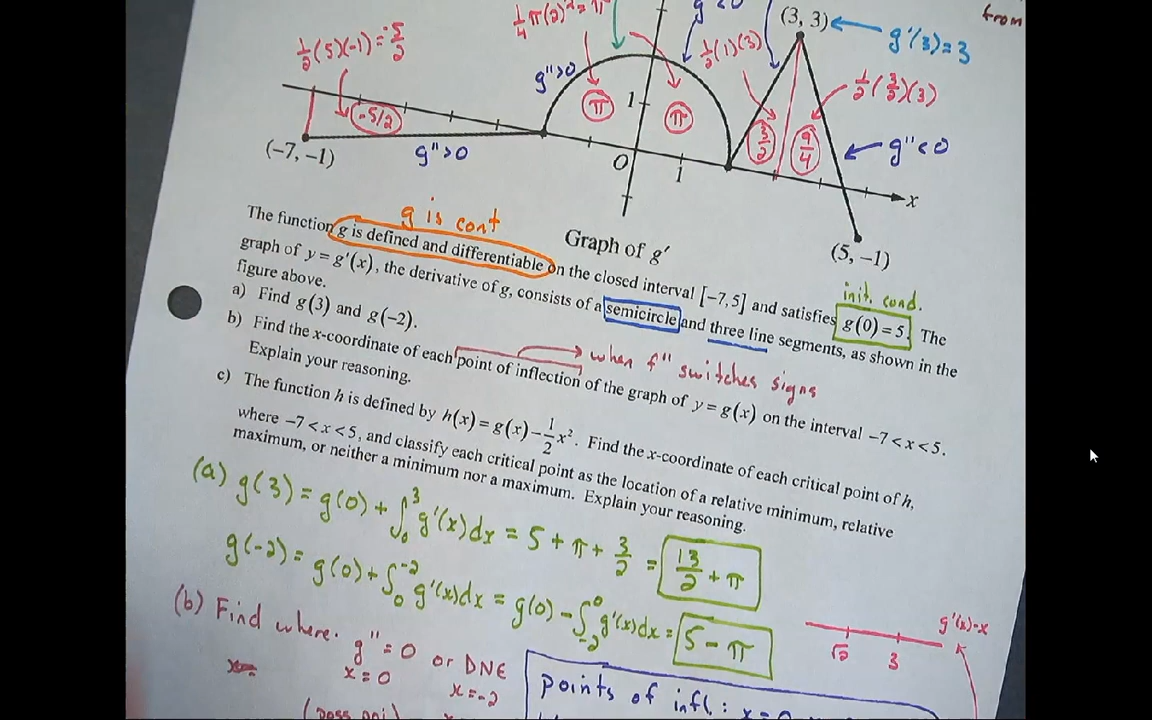 from
(3, 3)
g'(3)=3
1/2(5)(-1)=-5/2
g">0
1/2(1)(3)
1/2(3/2)(3)
-5/2
π
π
3/2
9/4
1
g"<0
(-7, -1)
g">0
O
1
x
g is cont
Graph of g'
(5, -1)
The function g is defined and differentiable on the closed interval [-7,5] and satisfies g(0)=5. The
init. cond.
graph of y = g'(x), the derivative of g, consists of a semicircle and three line segments, as shown in the
figure above.
a) Find g(3) and g(-2).
b) Find the x-coordinate of each point of inflection of the graph of y = g(x) on the interval -7 < x < 5.
when f" switches signs
Explain your reasoning.
c) The function h is defined by h(x) = g(x) - 1/2 x². Find the x-coordinate of each critical point of h,
where -7 < x < 5, and classify each critical point as the location of a relative minimum, relative
maximum, or neither a minimum nor a maximum. Explain your reasoning.
(a) g(3) = g(0) + ∫₀³ g'(x)dx = 5 + π + 3/2 = 13/2 + π
g(-2) = g(0) + ∫₀⁻² g'(x)dx = g(0) - ∫₋₂⁰ g'(x)dx = 5 - π
(b) Find where: g" = 0 or DNE
x=0 x=-2
g'(x)-x
√2 3
points of infl.: